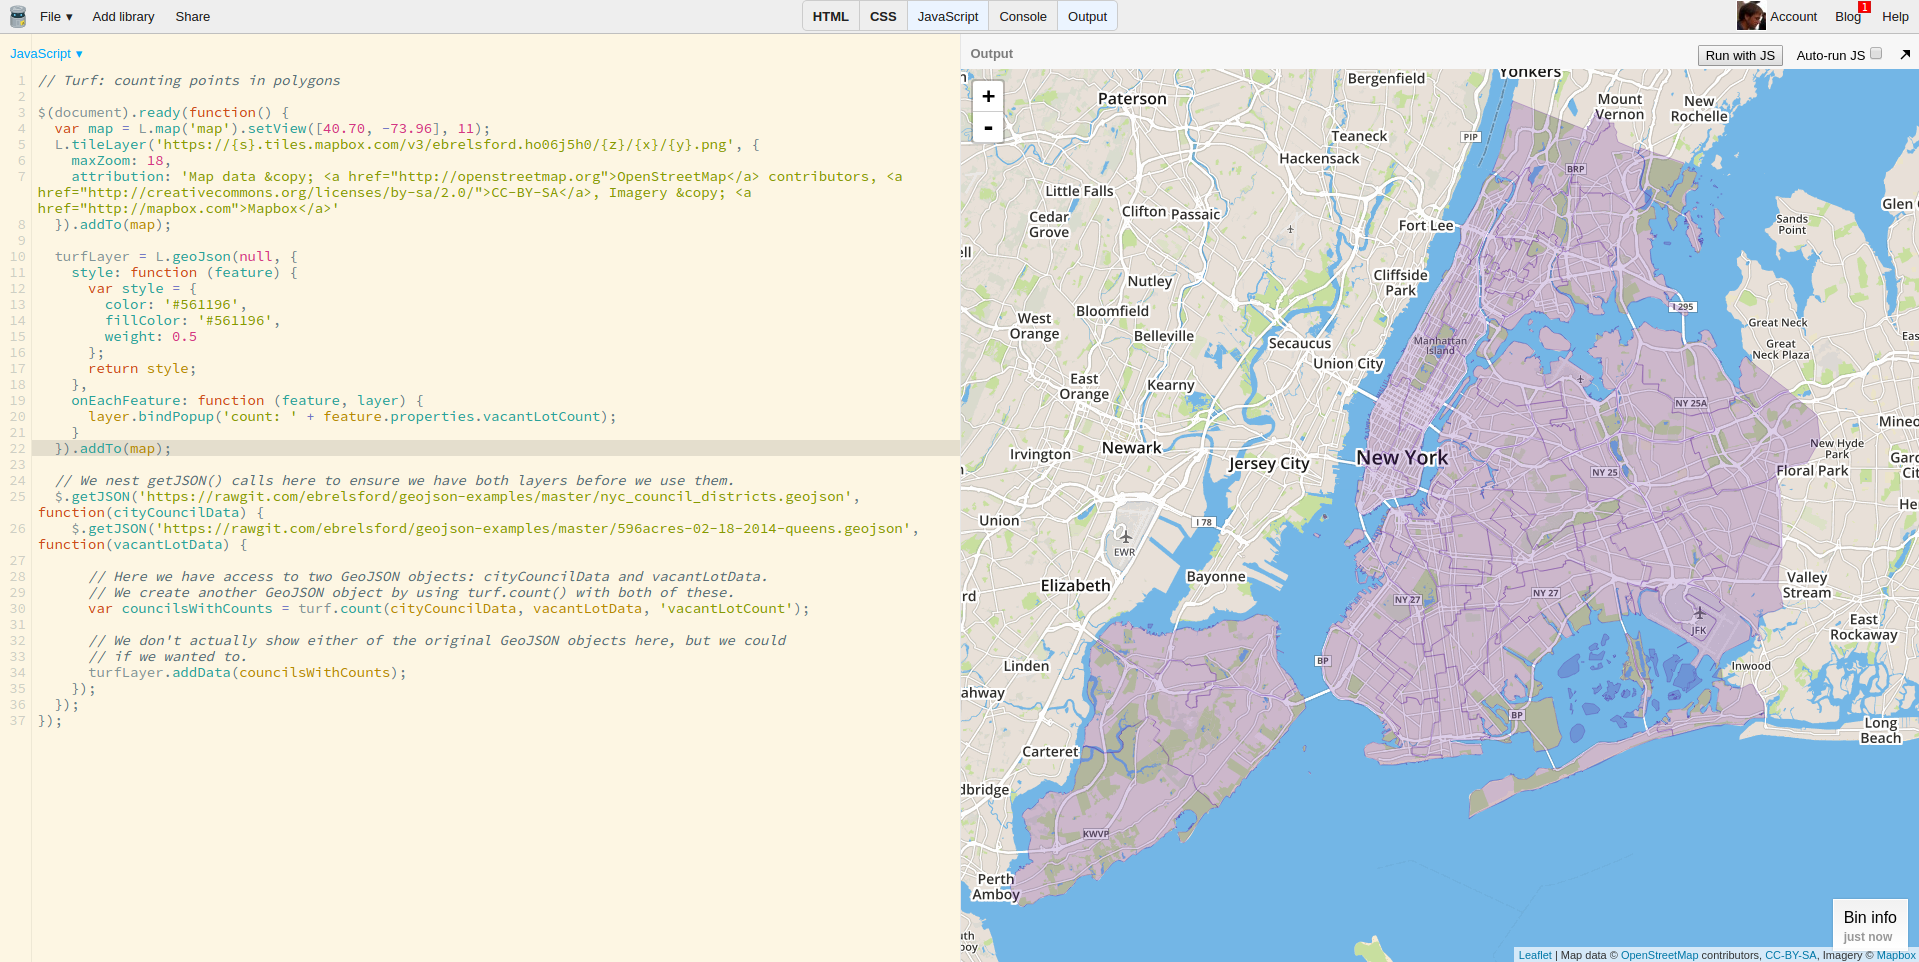 File ▾ Add library Share HTML CSS JavaScript Console Output Account Blog 1 Help
JavaScript ▾
1 // Turf: counting points in polygons
2
3 $(document).ready(function() {
4 var map = L.map('map').setView([40.70, -73.96], 11);
5 L.tileLayer('https://{s}.tiles.mapbox.com/v3/ebrelsford.ho06j5h0/{z}/{x}/{y}.png', {
6 maxZoom: 18,
7 attribution: 'Map data &copy; <a href="http://openstreetmap.org">OpenStreetMap</a> contributors, <a
href="http://creativecommons.org/licenses/by-sa/2.0/">CC-BY-SA</a>, Imagery &copy; <a
href="http://mapbox.com">Mapbox</a>'
8 }).addTo(map);
9
10 turfLayer = L.geoJson(null, {
11 style: function (feature) {
12 var style = {
13 color: '#561196',
14 fillColor: '#561196',
15 weight: 0.5
16 };
17 return style;
18 },
19 onEachFeature: function (feature, layer) {
20 layer.bindPopup('count: ' + feature.properties.vacantLotCount);
21 }
22 }).addTo(map);
23
24 // We nest getJSON() calls here to ensure we have both layers before we use them.
25 $.getJSON('https://rawgit.com/ebrelsford/geojson-examples/master/nyc_council_districts.geojson',
function(cityCouncilData) {
26 $.getJSON('https://rawgit.com/ebrelsford/geojson-examples/master/596acres-02-18-2014-queens.geojson',
function(vacantLotData) {
27
28 // Here we have access to two GeoJSON objects: cityCouncilData and vacantLotData.
29 // We create another GeoJSON object by using turf.count() with both of these.
30 var councilsWithCounts = turf.count(cityCouncilData, vacantLotData, 'vacantLotCount');
31
32 // We don't actually show either of the original GeoJSON objects here, but we could
33 // if we wanted to.
34 turfLayer.addData(councilsWithCounts);
35 });
36 });
37 });
Output Run with JS Auto-run JS
+
-
Yonkers
Bergenfield
Paterson
Mount
Vernon
New
Rochelle
Teaneck
PIP
Hackensack
BRP
Little Falls
Clifton
Passaic
Cedar
Grove
Fort Lee
Sands
Point
Glen
ell
Cliffside
Park
Nutley
Bloomfield
I 295
West
Orange
Great Neck
Belleville
Secaucus
Manhattan
Island
Great
Neck Plaza
Eas
Union City
East
Orange
Kearny
NY 25A
Mineo
Newark
New Hyde
Park
Irvington
Jersey City
New York
Gard
Cit
Floral Park
NY 25
He
Union
I 78
EWR
Elizabeth
Bayonne
Valley
Stream
rd
NY 27
NY 27
JFK
East
Rockaway
Linden
BP
Inwood
ahway
BP
Long
Beach
Carteret
dbridge
KWVP
Perth
Amboy
uth
boy
Bin info
just now
Leaflet | Map data © OpenStreetMap contributors, CC-BY-SA, Imagery © Mapbox